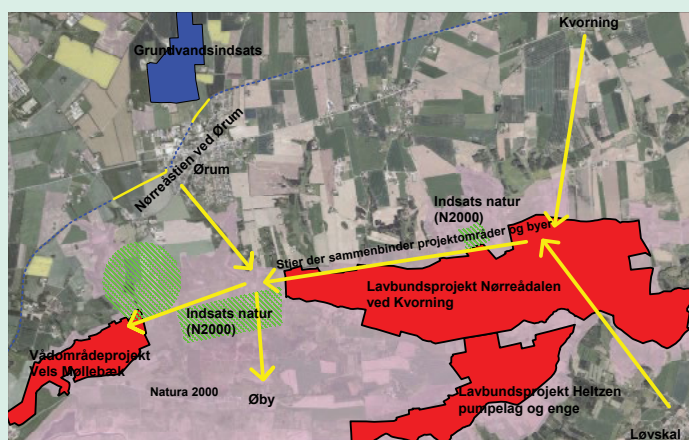 Kvorning
Grundvandsindsats
Nørreåstien ved Ørum
Ørum
Indsats natur
(N2000)
Stier der sammenbinder projektområder og byer
Lavbundsprojekt Nørreådalen
ved Kvorning
Indsats natur
(N2000)
Vådområdeprojekt
Vels Møllebæk
Natura 2000
Øby
Lavbundsprojekt Heltzen
pumpelag og enge
Løvskal